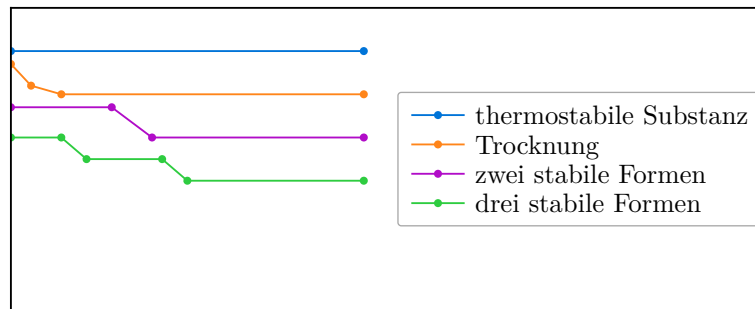 thermostabile Substanz
Trocknung
zwei stabile Formen
drei stabile Formen